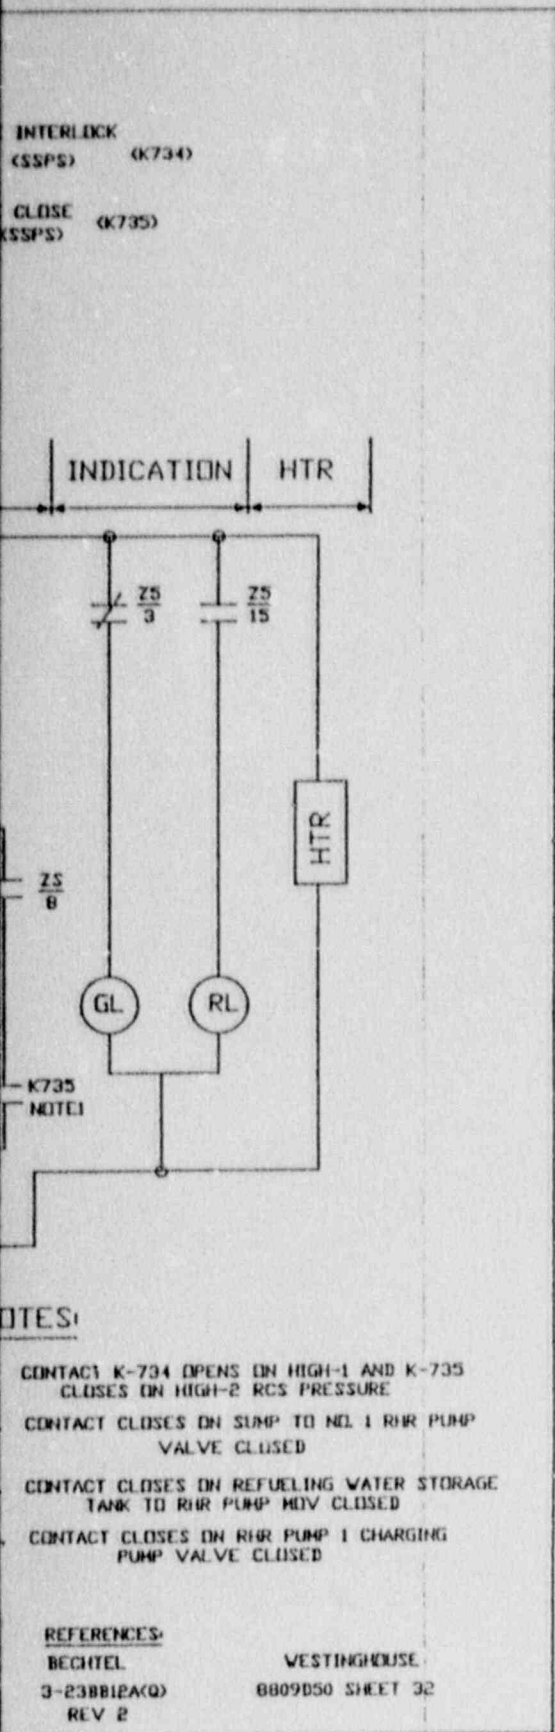 INTERLOCK
(SSPS) (K734)
CLOSE
(SSPS) (K735)
INDICATION HTR
ZS
3
ZS
15
HTR
ZS
8
GL RL
K735
NOTE1
OTES:
CONTACT K-734 OPENS ON HIGH-1 AND K-735
CLOSES ON HIGH-2 RCS PRESSURE
CONTACT CLOSES ON SUMP TO NO. 1 RHR PUMP
VALVE CLOSED
CONTACT CLOSES ON REFUELING WATER STORAGE
TANK TO RHR PUMP MOV CLOSED
CONTACT CLOSES ON RHR PUMP 1 CHARGING
PUMP VALVE CLOSED
REFERENCES:
BECHTEL WESTINGHOUSE
3-238B12A(Q) 8809D50 SHEET 32
REV 2